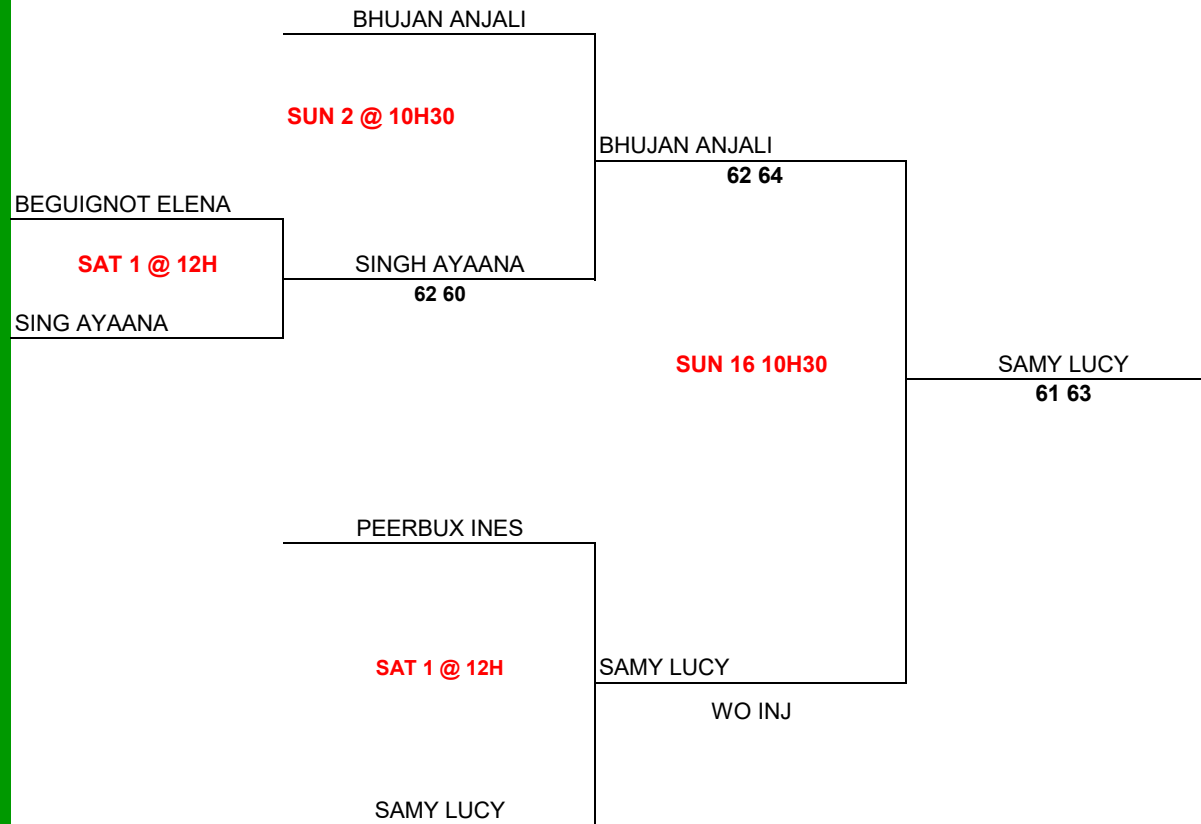 BHUJAN ANJALI
SUN 2 @ 10H30
BHUJAN ANJALI
62 64
BEGUIGNOT ELENA
SAT 1 @ 12H
SINGH AYAANA
62 60
SING AYAANA
SUN 16 10H30
SAMY LUCY
61 63
PEERBUX INES
SAT 1 @ 12H
SAMY LUCY
WO INJ
SAMY LUCY